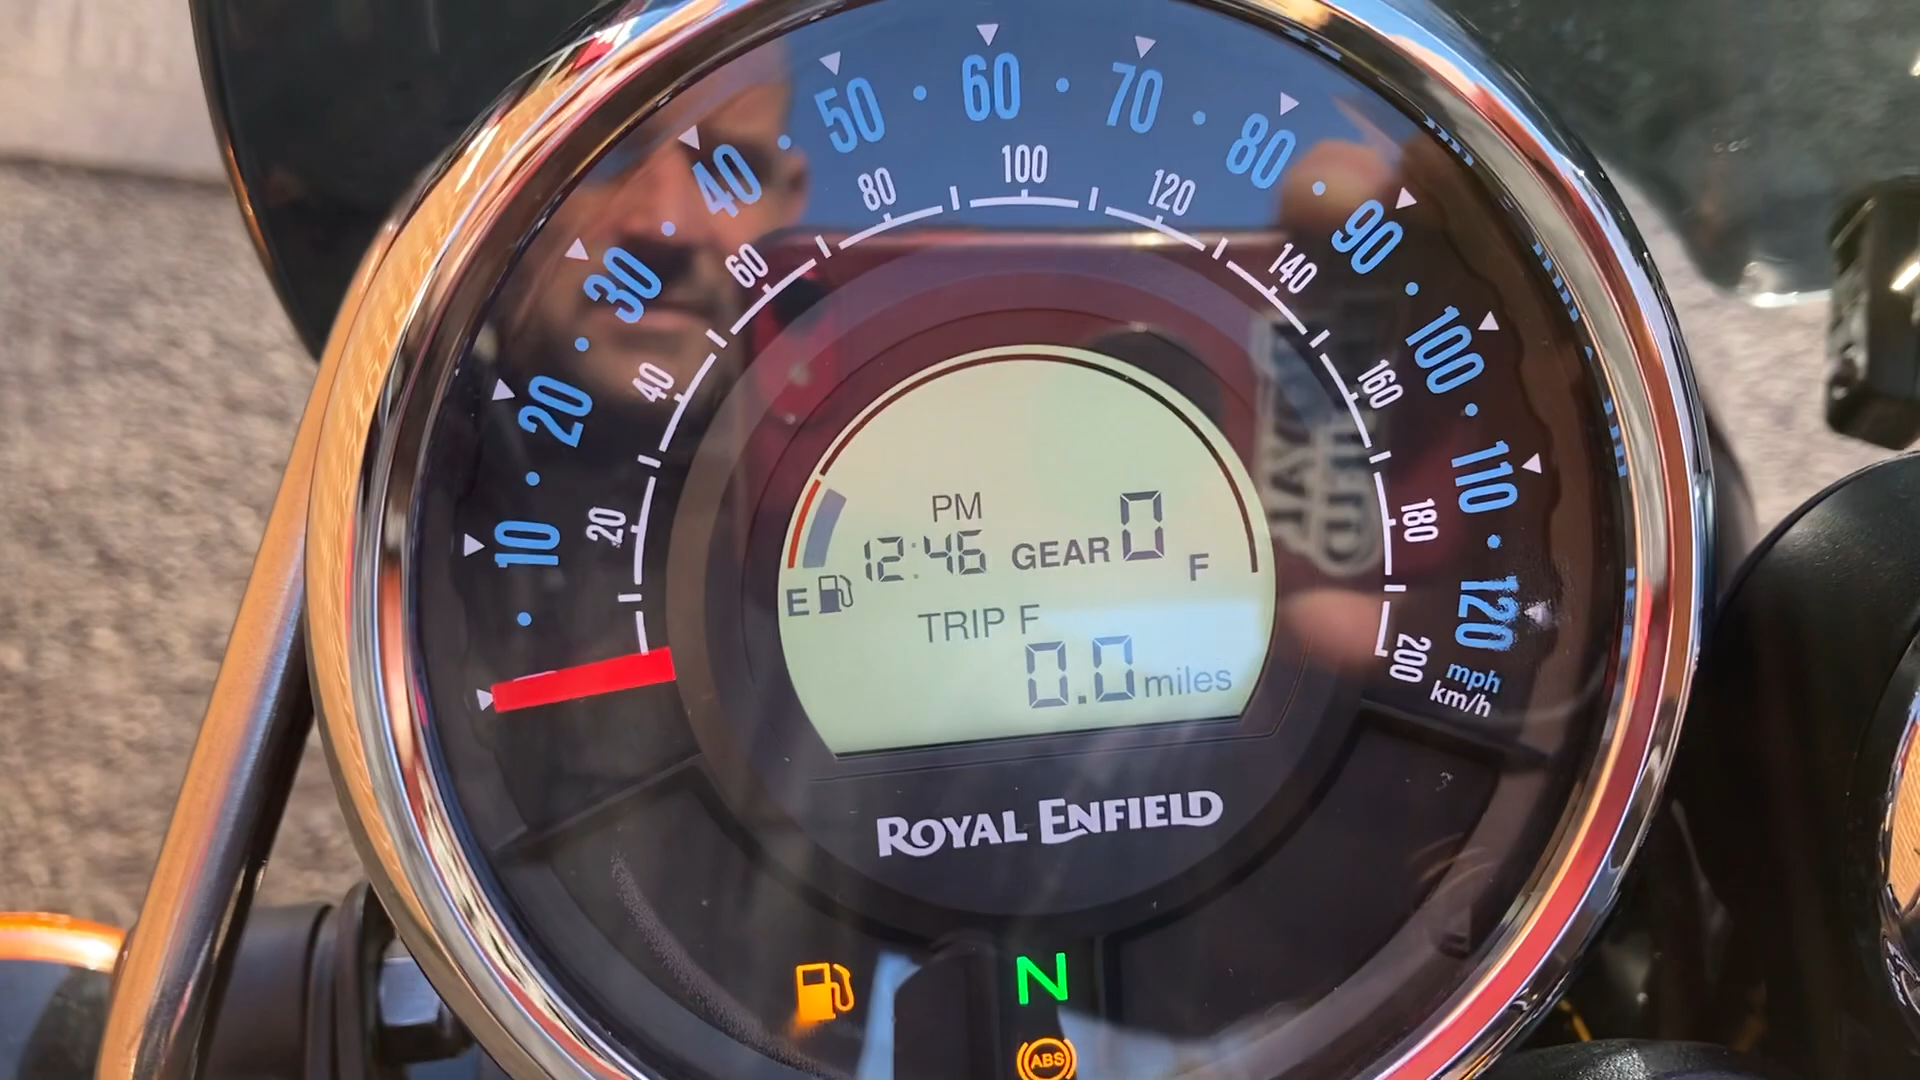 10 20 30 40 50 60 70 80 90 100 110 120
20 40 60 80 100 120 140 160 180 200
mph
km/h
PM
12:46 GEAR 0
E F
TRIP F
0.0 miles
ROYAL ENFIELD
N
ABS